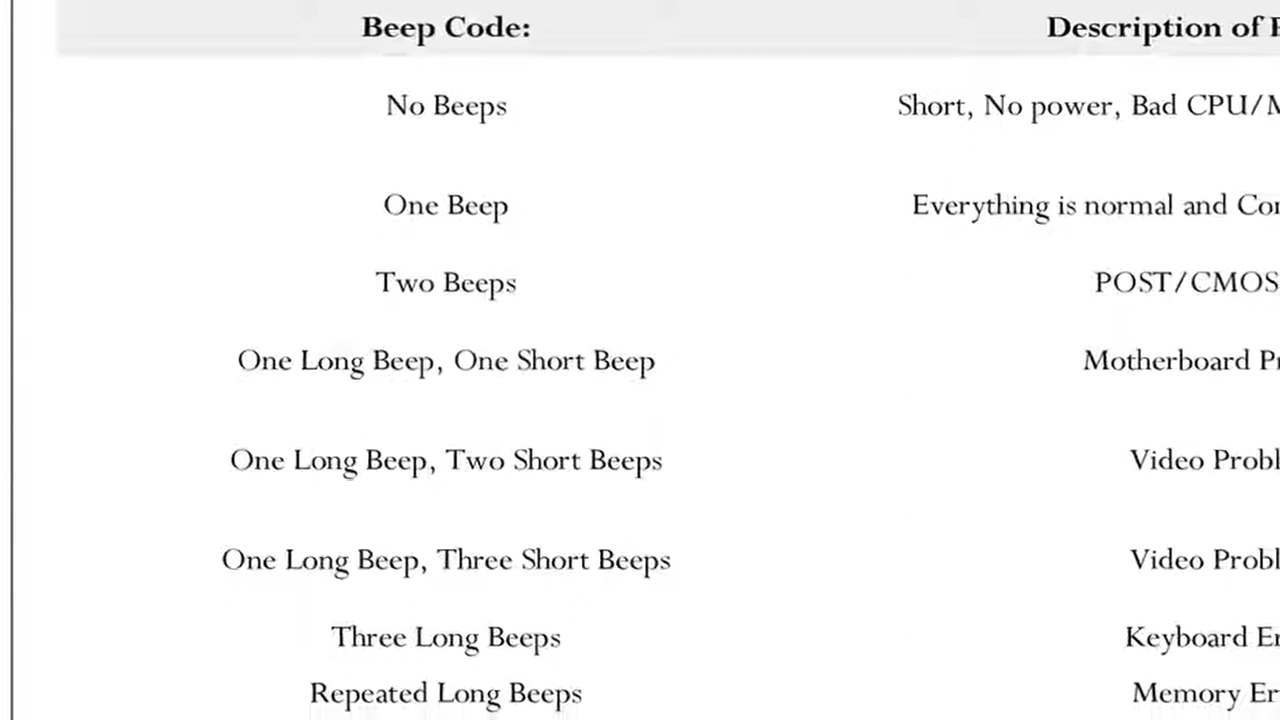 Beep Code: Description of
No Beeps Short, No power, Bad CPU/
One Beep Everything is normal and
Two Beeps POST/CMOS
One Long Beep, One Short Beep Motherboard
One Long Beep, Two Short Beeps Video
One Long Beep, Three Short Beeps Video
Three Long Beeps Keyboard
Repeated Long Beeps Memory